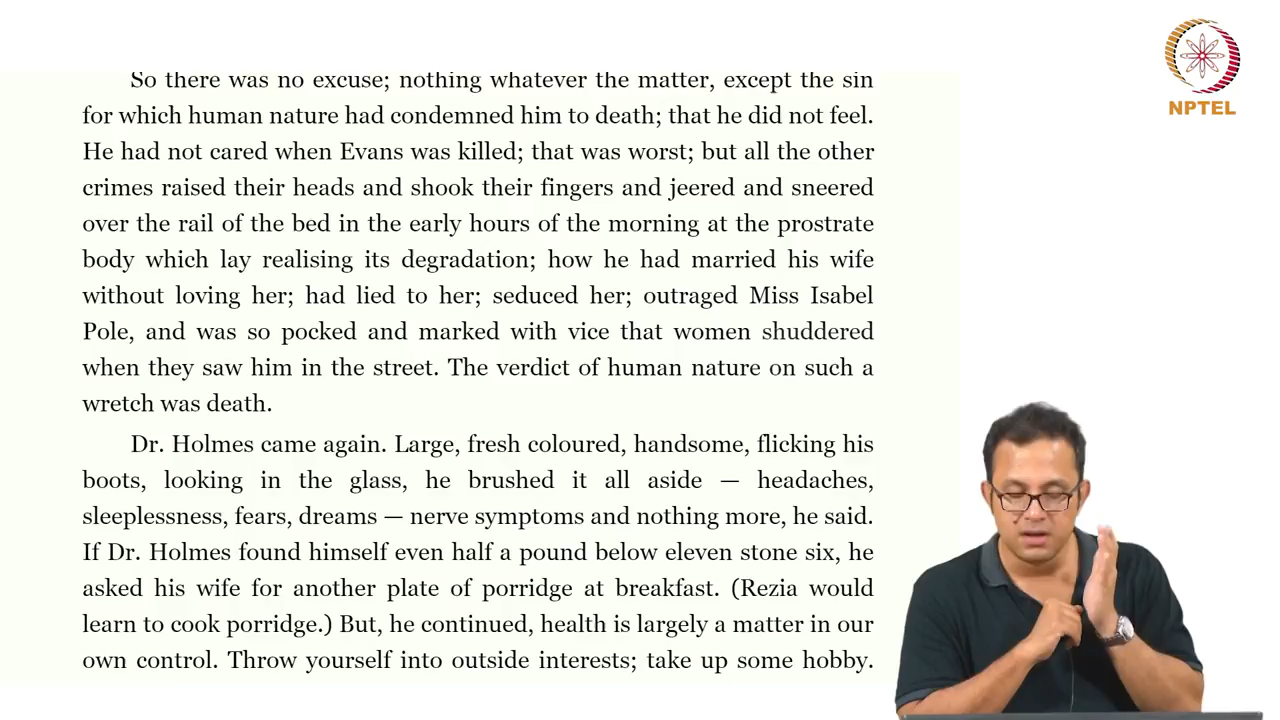 So there was no excuse; nothing whatever the matter, except the sin
for which human nature had condemned him to death; that he did not feel.
He had not cared when Evans was killed; that was worst; but all the other
crimes raised their heads and shook their fingers and jeered and sneered
over the rail of the bed in the early hours of the morning at the prostrate
body which lay realising its degradation; how he had married his wife
without loving her; had lied to her; seduced her; outraged Miss Isabel
Pole, and was so pocked and marked with vice that women shuddered
when they saw him in the street. The verdict of human nature on such a
wretch was death.
Dr. Holmes came again. Large, fresh coloured, handsome, flicking his
boots, looking in the glass, he brushed it all aside — headaches,
sleeplessness, fears, dreams — nerve symptoms and nothing more, he said.
If Dr. Holmes found himself even half a pound below eleven stone six, he
asked his wife for another plate of porridge at breakfast. (Rezia would
learn to cook porridge.) But, he continued, health is largely a matter in our
own control. Throw yourself into outside interests; take up some hobby.
NPTEL